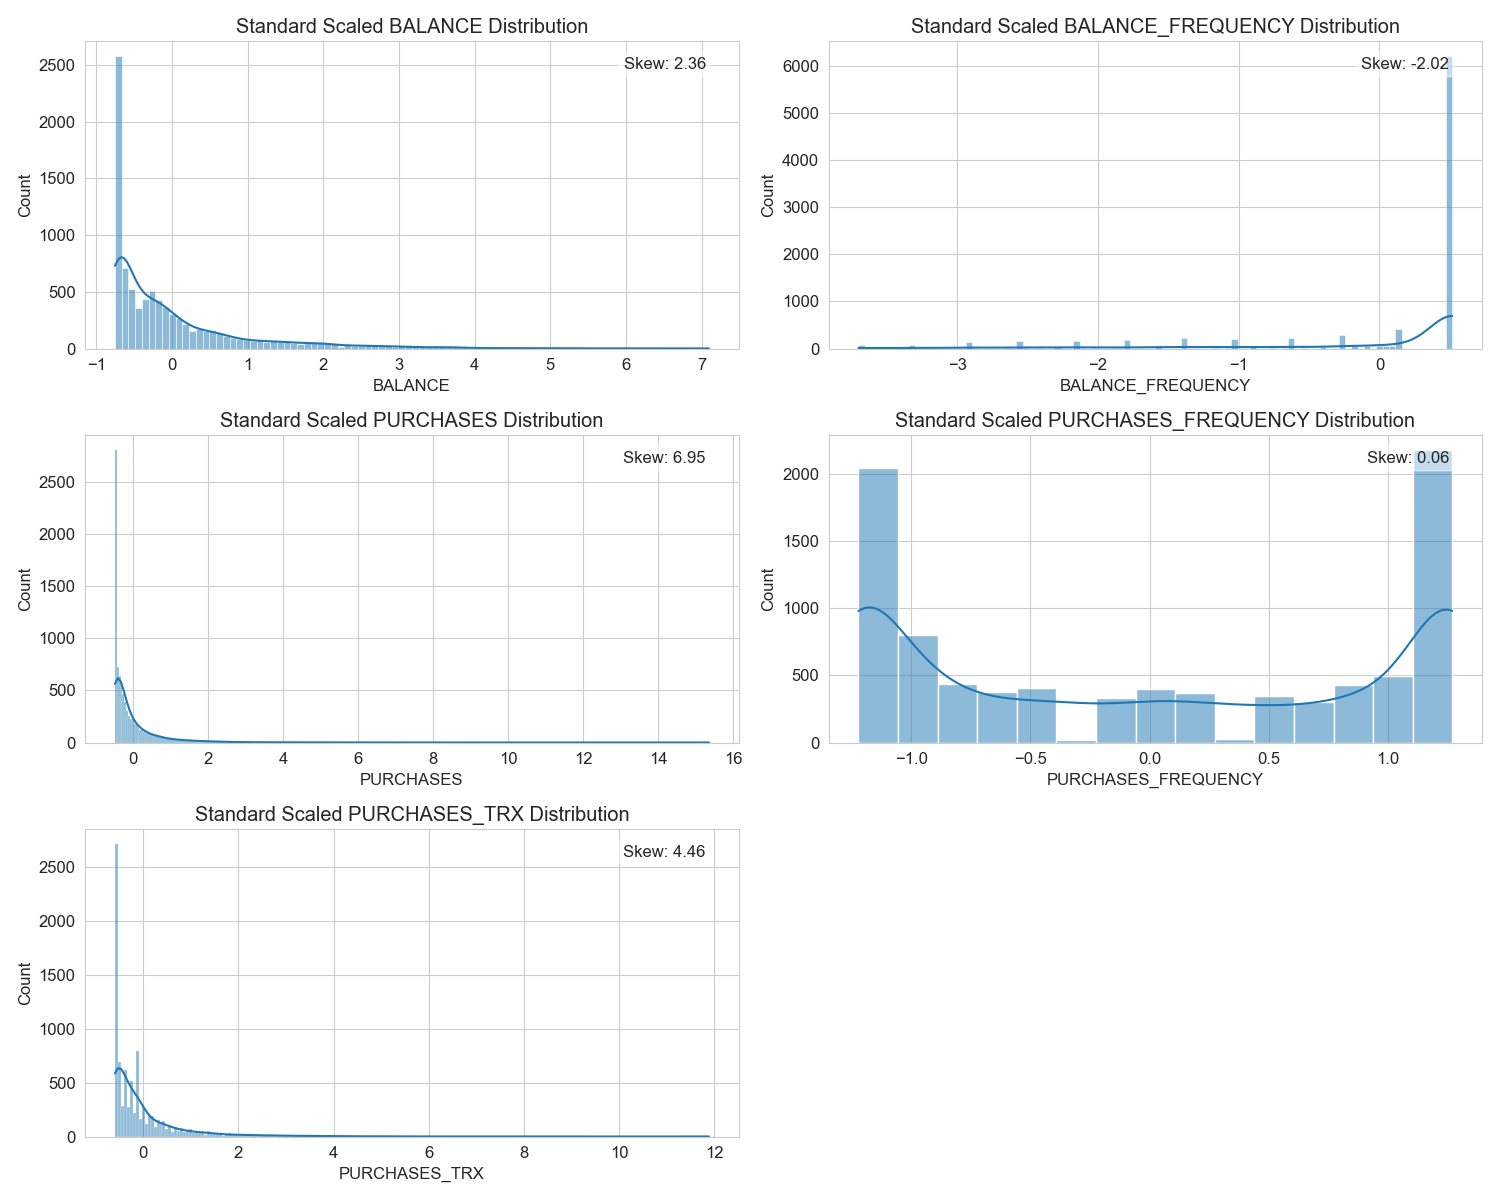 Standard Scaled BALANCE Distribution
Skew: 2.36
2500
2000
1500
1000
500
0
Count
−1 0 1 2 3 4 5 6 7
BALANCE
Standard Scaled BALANCE_FREQUENCY Distribution
Skew: -2.02
6000
5000
4000
3000
2000
1000
0
Count
−3 −2 −1 0
BALANCE_FREQUENCY
Standard Scaled PURCHASES Distribution
Skew: 6.95
2500
2000
1500
1000
500
0
Count
0 2 4 6 8 10 12 14 16
PURCHASES
Standard Scaled PURCHASES_FREQUENCY Distribution
Skew: 0.06
2000
1500
1000
500
0
Count
−1.0 −0.5 0.0 0.5 1.0
PURCHASES_FREQUENCY
Standard Scaled PURCHASES_TRX Distribution
Skew: 4.46
2500
2000
1500
1000
500
0
Count
0 2 4 6 8 10 12
PURCHASES_TRX